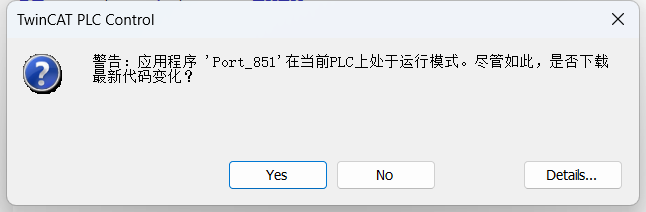 TwinCAT PLC Control
警告：应用程序 'Port_851'在当前PLC上处于运行模式。尽管如此，是否下载
最新代码变化？
Yes
No
Details...